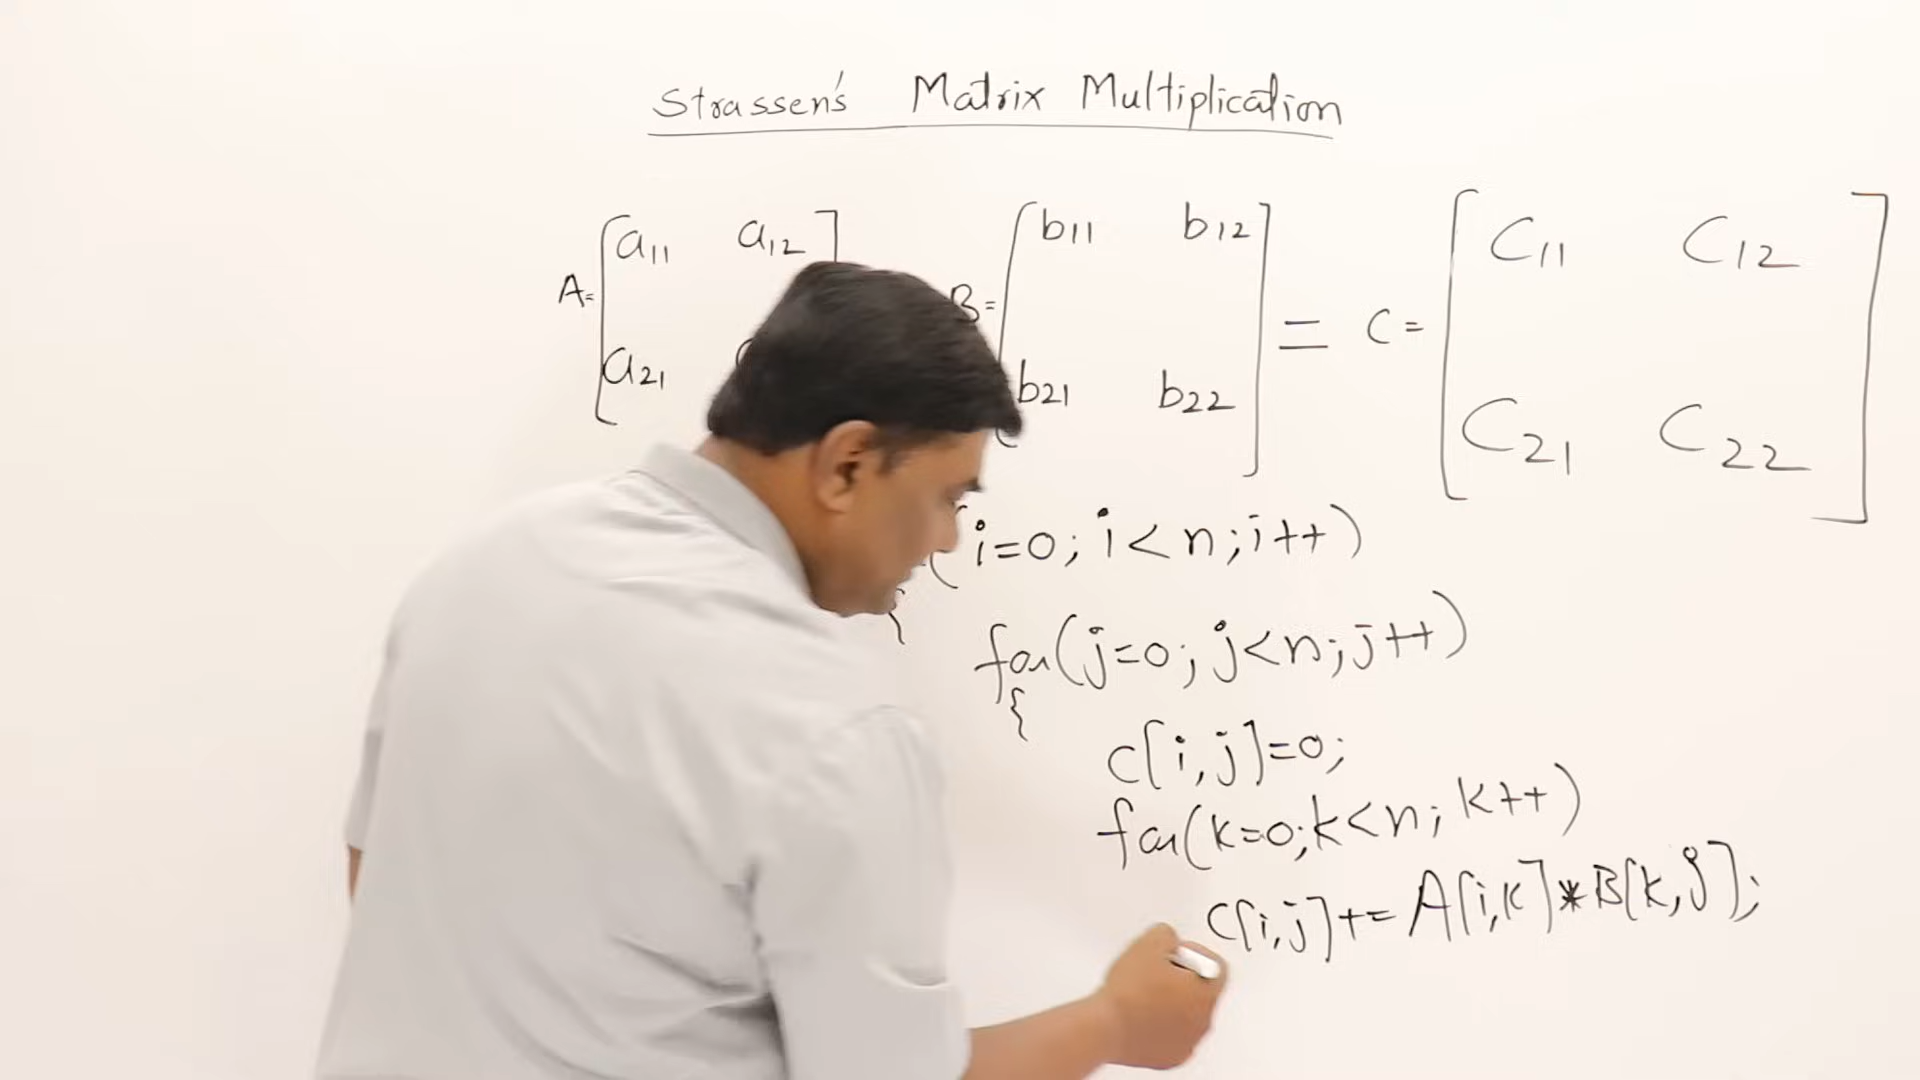 Strassen's Matrix Multiplication
A= [ a11 a12 ] B= [ b11 b12 ] = C= [ C11 C12 ]
a21 b21 b22 C21 C22
(i=0; i<n; i++)
{
for(j=0; j<n; j++)
{
C[i,j]=0;
for(k=0;k<n; k++)
C[i,j]+= A[i,k]*B[k,j];